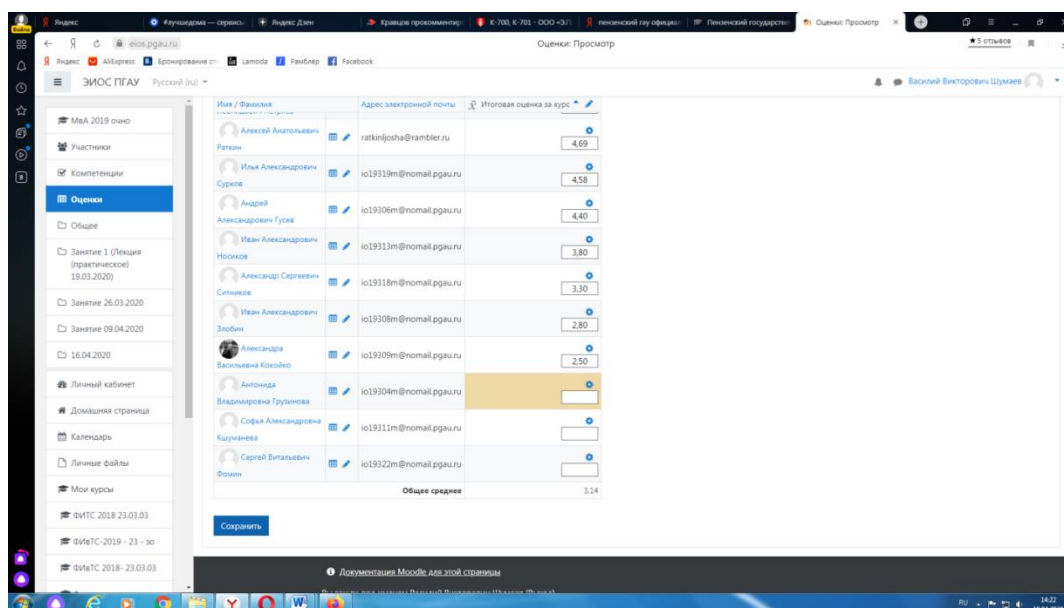 Яндекс
#лучшедома — сервисы
Яндекс Дзен
Кравцов прокомментир
К-700, К-701 - ООО «З.П
пензенский гау официал
Пензенский государстве
Оценки: Просмотр
Войти
eios.pgau.ru
Оценки: Просмотр
★5 отзывов
Яндекс
AliExpress
Бронирование от
Lamoda
Рамблер
Facebook
ЭИОС ПГАУ
Русский (ru)
Василий Викторович Шумаев
МвА 2019 очно
Участники
Компетенции
Оценки
Общее
Занятие 1 (Лекция
(практическое)
19.03.2020)
Занятие 26.03.2020
Занятие 09.04.2020
16.04.2020
Личный кабинет
Домашняя страница
Календарь
Личные файлы
Мои курсы
ФИТС 2018 23.03.03
ФИвТС-2019 - 23 - зо
ФИвТС 2018- 23.03.03
Имя / Фамилия
Адрес электронной почты
Итоговая оценка за курс
Алексей Анатольевич
Раткин
ratkinljosha@rambler.ru
4,69
Илья Александрович
Сурков
io19319m@nomail.pgau.ru
4,58
Андрей
Александрович Гусев
io19306m@nomail.pgau.ru
4,40
Иван Александрович
Носиков
io19313m@nomail.pgau.ru
3,80
Александр Сергеевич
Ситников
io19318m@nomail.pgau.ru
3,30
Иван Александрович
Злобин
io19308m@nomail.pgau.ru
2,80
Александра
Васильевна Кокойко
io19309m@nomail.pgau.ru
2,50
Антонида
Владимировна Грузинова
io19304m@nomail.pgau.ru
Софья Александровна
Кшуманева
io19311m@nomail.pgau.ru
Сергей Витальевич
Фомин
io19322m@nomail.pgau.ru
Общее среднее
3.14
Сохранить
Документация Moodle для этой страницы
RU
14:22